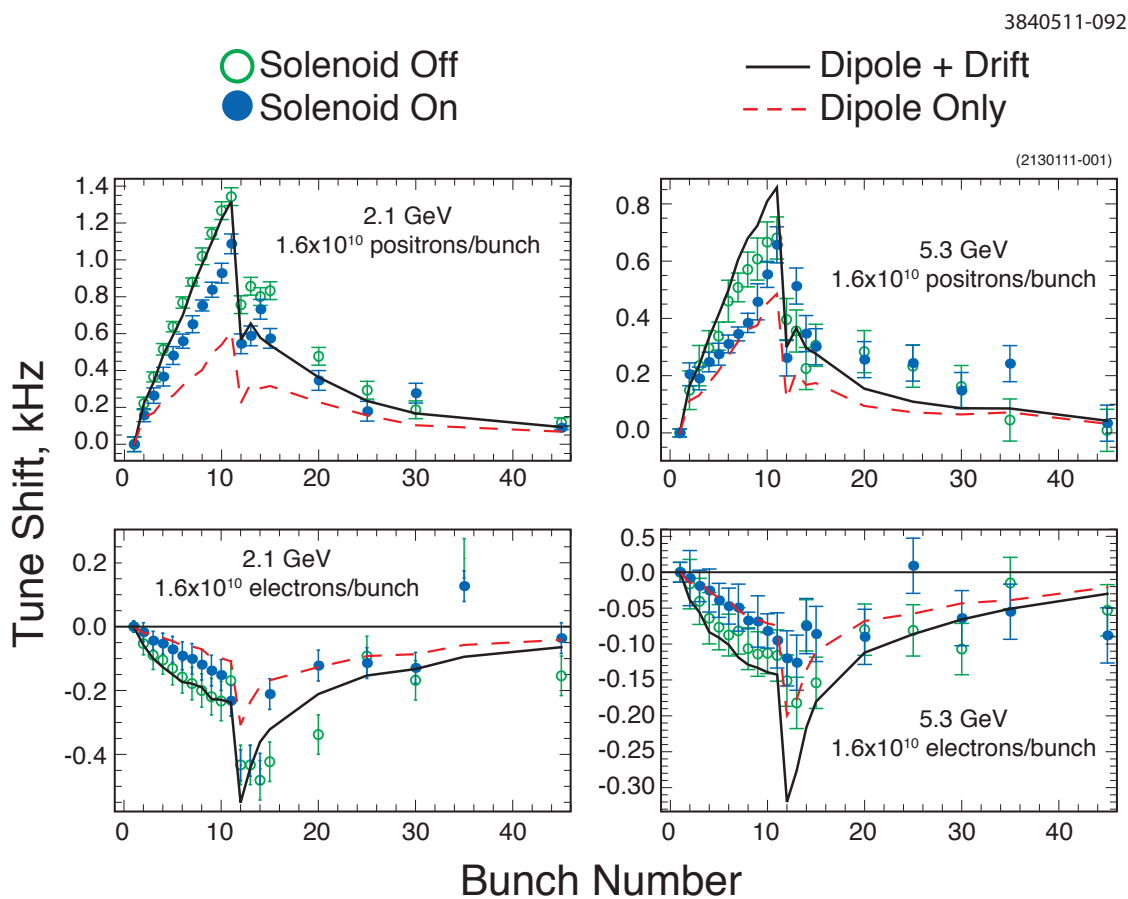 3840511-092
Solenoid Off
Solenoid On
Dipole + Drift
Dipole Only
(2130111-001)
Tune Shift, kHz
1.4
1.2
1.0
0.8
0.6
0.4
0.2
0.0
2.1 GeV
1.6x10¹⁰ positrons/bunch
0 10 20 30 40
0.8
0.6
0.4
0.2
0.0
5.3 GeV
1.6x10¹⁰ positrons/bunch
0 10 20 30 40
0.2
0.0
-0.2
-0.4
2.1 GeV
1.6x10¹⁰ electrons/bunch
0 10 20 30 40
0.5
0.0
-0.05
-0.10
-0.15
-0.20
-0.25
-0.30
5.3 GeV
1.6x10¹⁰ electrons/bunch
0 10 20 30 40
Bunch Number